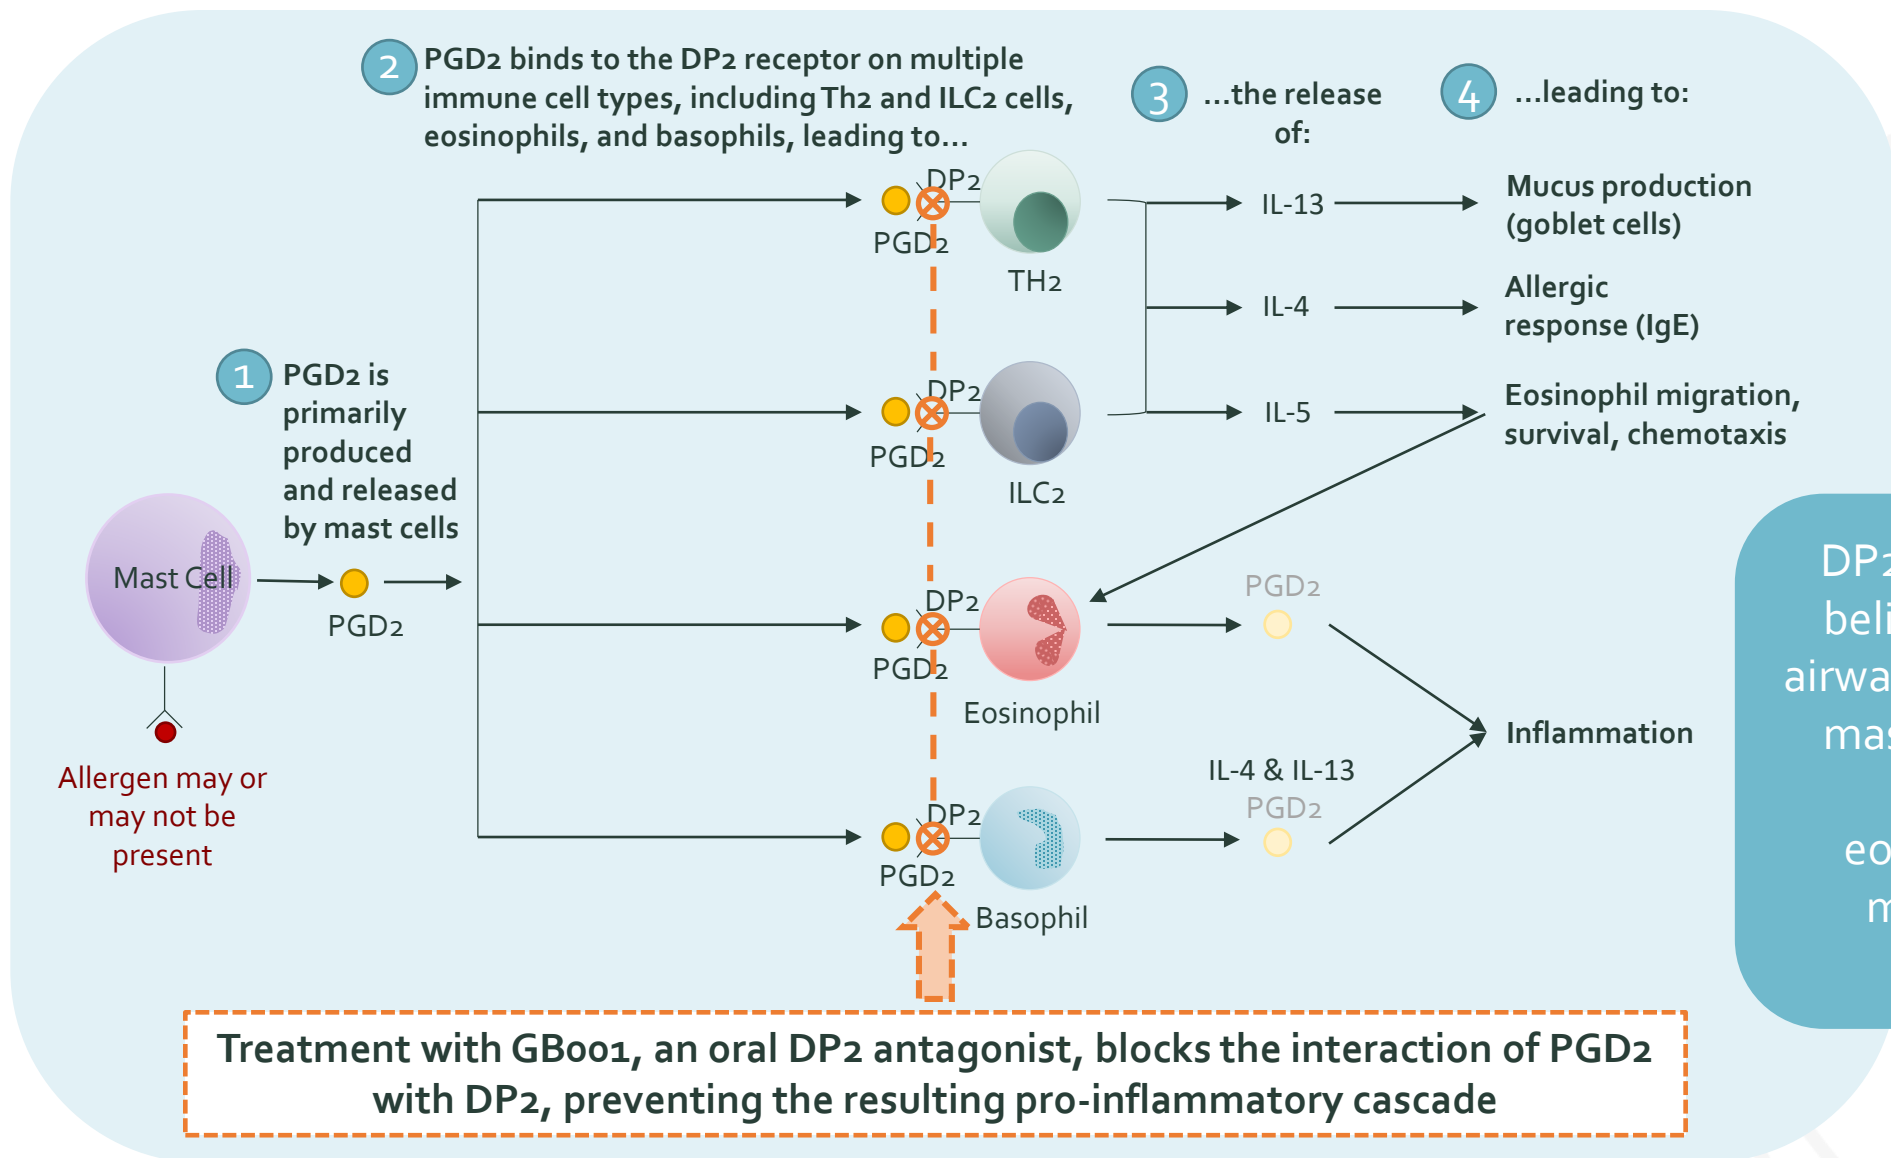 2
PGD2 binds to the DP2 receptor on multiple
immune cell types, including Th2 and ILC2 cells,
eosinophils, and basophils, leading to...
3
...the release
of:
4
...leading to:
DP2
PGD2
TH2
IL-13
Mucus production
(goblet cells)
IL-4
Allergic
response (IgE)
1
PGD2 is
primarily
produced
and released
by mast cells
DP2
PGD2
ILC2
IL-5
Eosinophil migration,
survival, chemotaxis
Mast Cell
PGD2
DP2
PGD2
Eosinophil
PGD2
Inflammation
Allergen may or
may not be
present
DP2
PGD2
Basophil
IL-4 & IL-13
PGD2
DP2
Treatment with GB001, an oral DP2 antagonist, blocks the interaction of PGD2
with DP2, preventing the resulting pro-inflammatory cascade